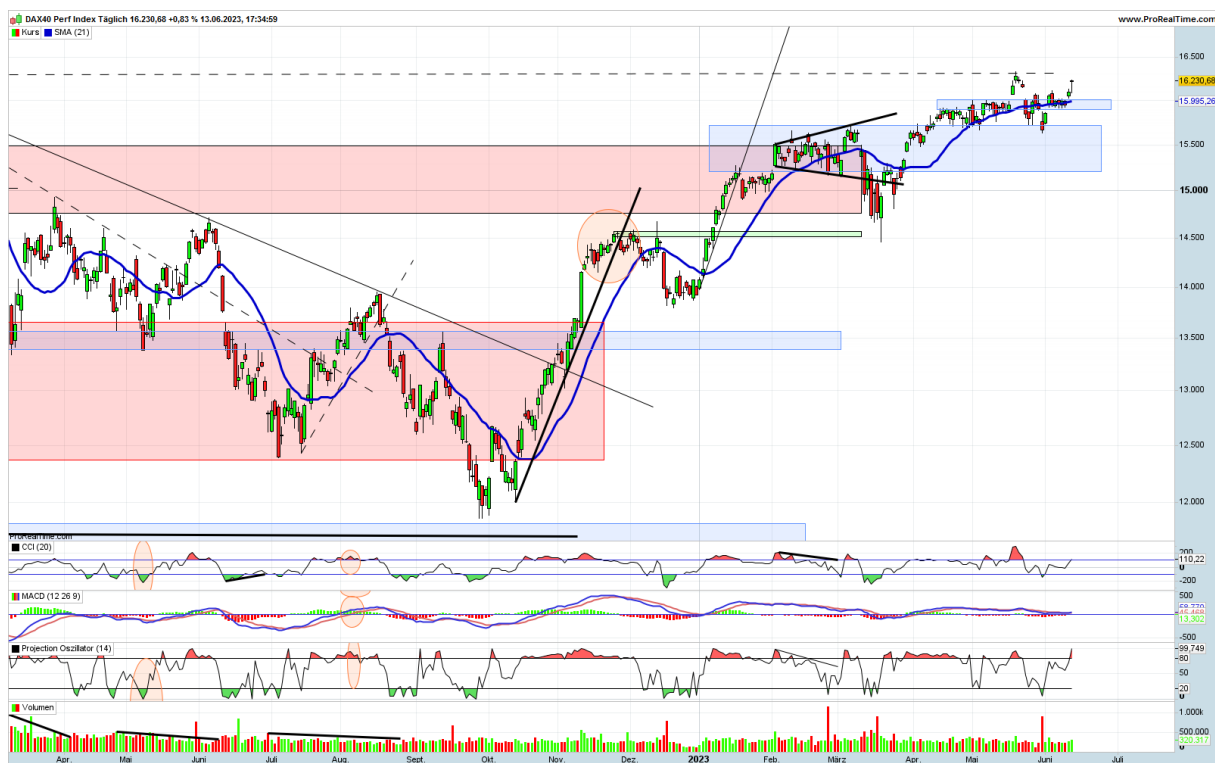 DAX40 Perf Index Täglich 16.230,68 +0,83 % 13.06.2023, 17:34:59
www.ProRealTime.com
Kurs SMA (21)
16.500
16.230,68
15.995,26
15.500
15.000
14.500
14.000
13.500
13.000
12.500
12.000
ProRealTime.com
CCI (20)
200
110,22
-200
MACD (12 26 9)
500
13,302
-500
Projection Oszillator (14)
99,749
80
50
20
0
Volumen
1.000k
500.000
320.317
0
Apr. Mai Juni Juli Aug. Sept. Okt. Nov. Dez. 2023 Feb. März Apr. Mai Juni Juli